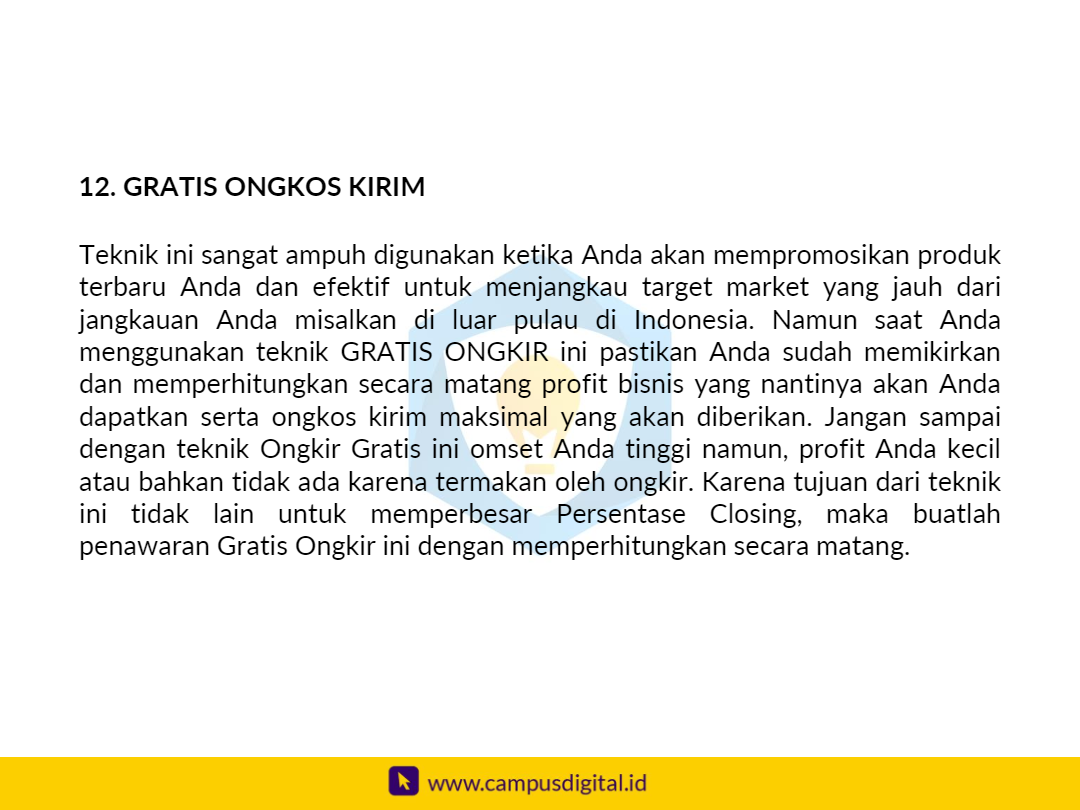 12. GRATIS ONGKOS KIRIM
Teknik ini sangat ampuh digunakan ketika Anda akan mempromosikan produk
terbaru Anda dan efektif untuk menjangkau target market yang jauh dari
jangkauan Anda misalkan di luar pulau di Indonesia. Namun saat Anda
menggunakan teknik GRATIS ONGKIR ini pastikan Anda sudah memikirkan
dan memperhitungkan secara matang profit bisnis yang nantinya akan Anda
dapatkan serta ongkos kirim maksimal yang akan diberikan. Jangan sampai
dengan teknik Ongkir Gratis ini omset Anda tinggi namun, profit Anda kecil
atau bahkan tidak ada karena termakan oleh ongkir. Karena tujuan dari teknik
ini tidak lain untuk memperbesar Persentase Closing, maka buatlah
penawaran Gratis Ongkir ini dengan memperhitungkan secara matang.
www.campusdigital.id